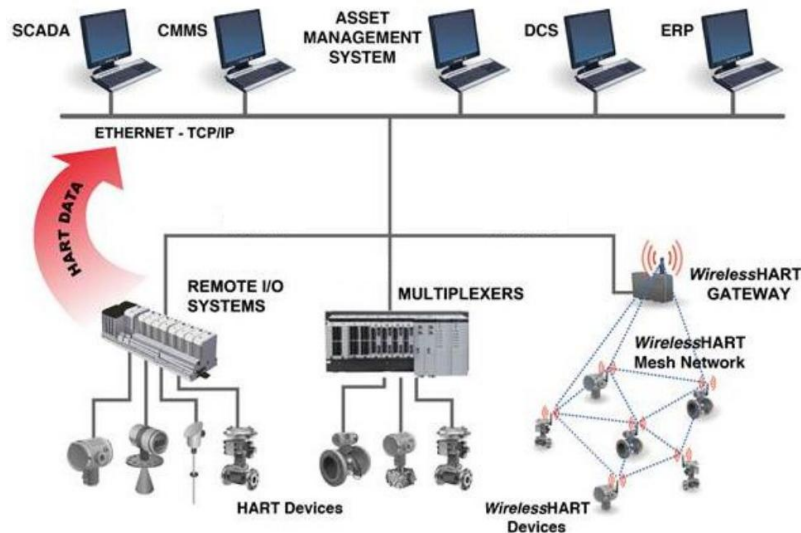 SCADA
CMMS
ASSET
MANAGEMENT
SYSTEM
DCS
ERP
ETHERNET - TCP/IP
HART DATA
REMOTE I/O
SYSTEMS
MULTIPLEXERS
WirelessHART
GATEWAY
WirelessHART
Mesh Network
HART Devices
WirelessHART
Devices